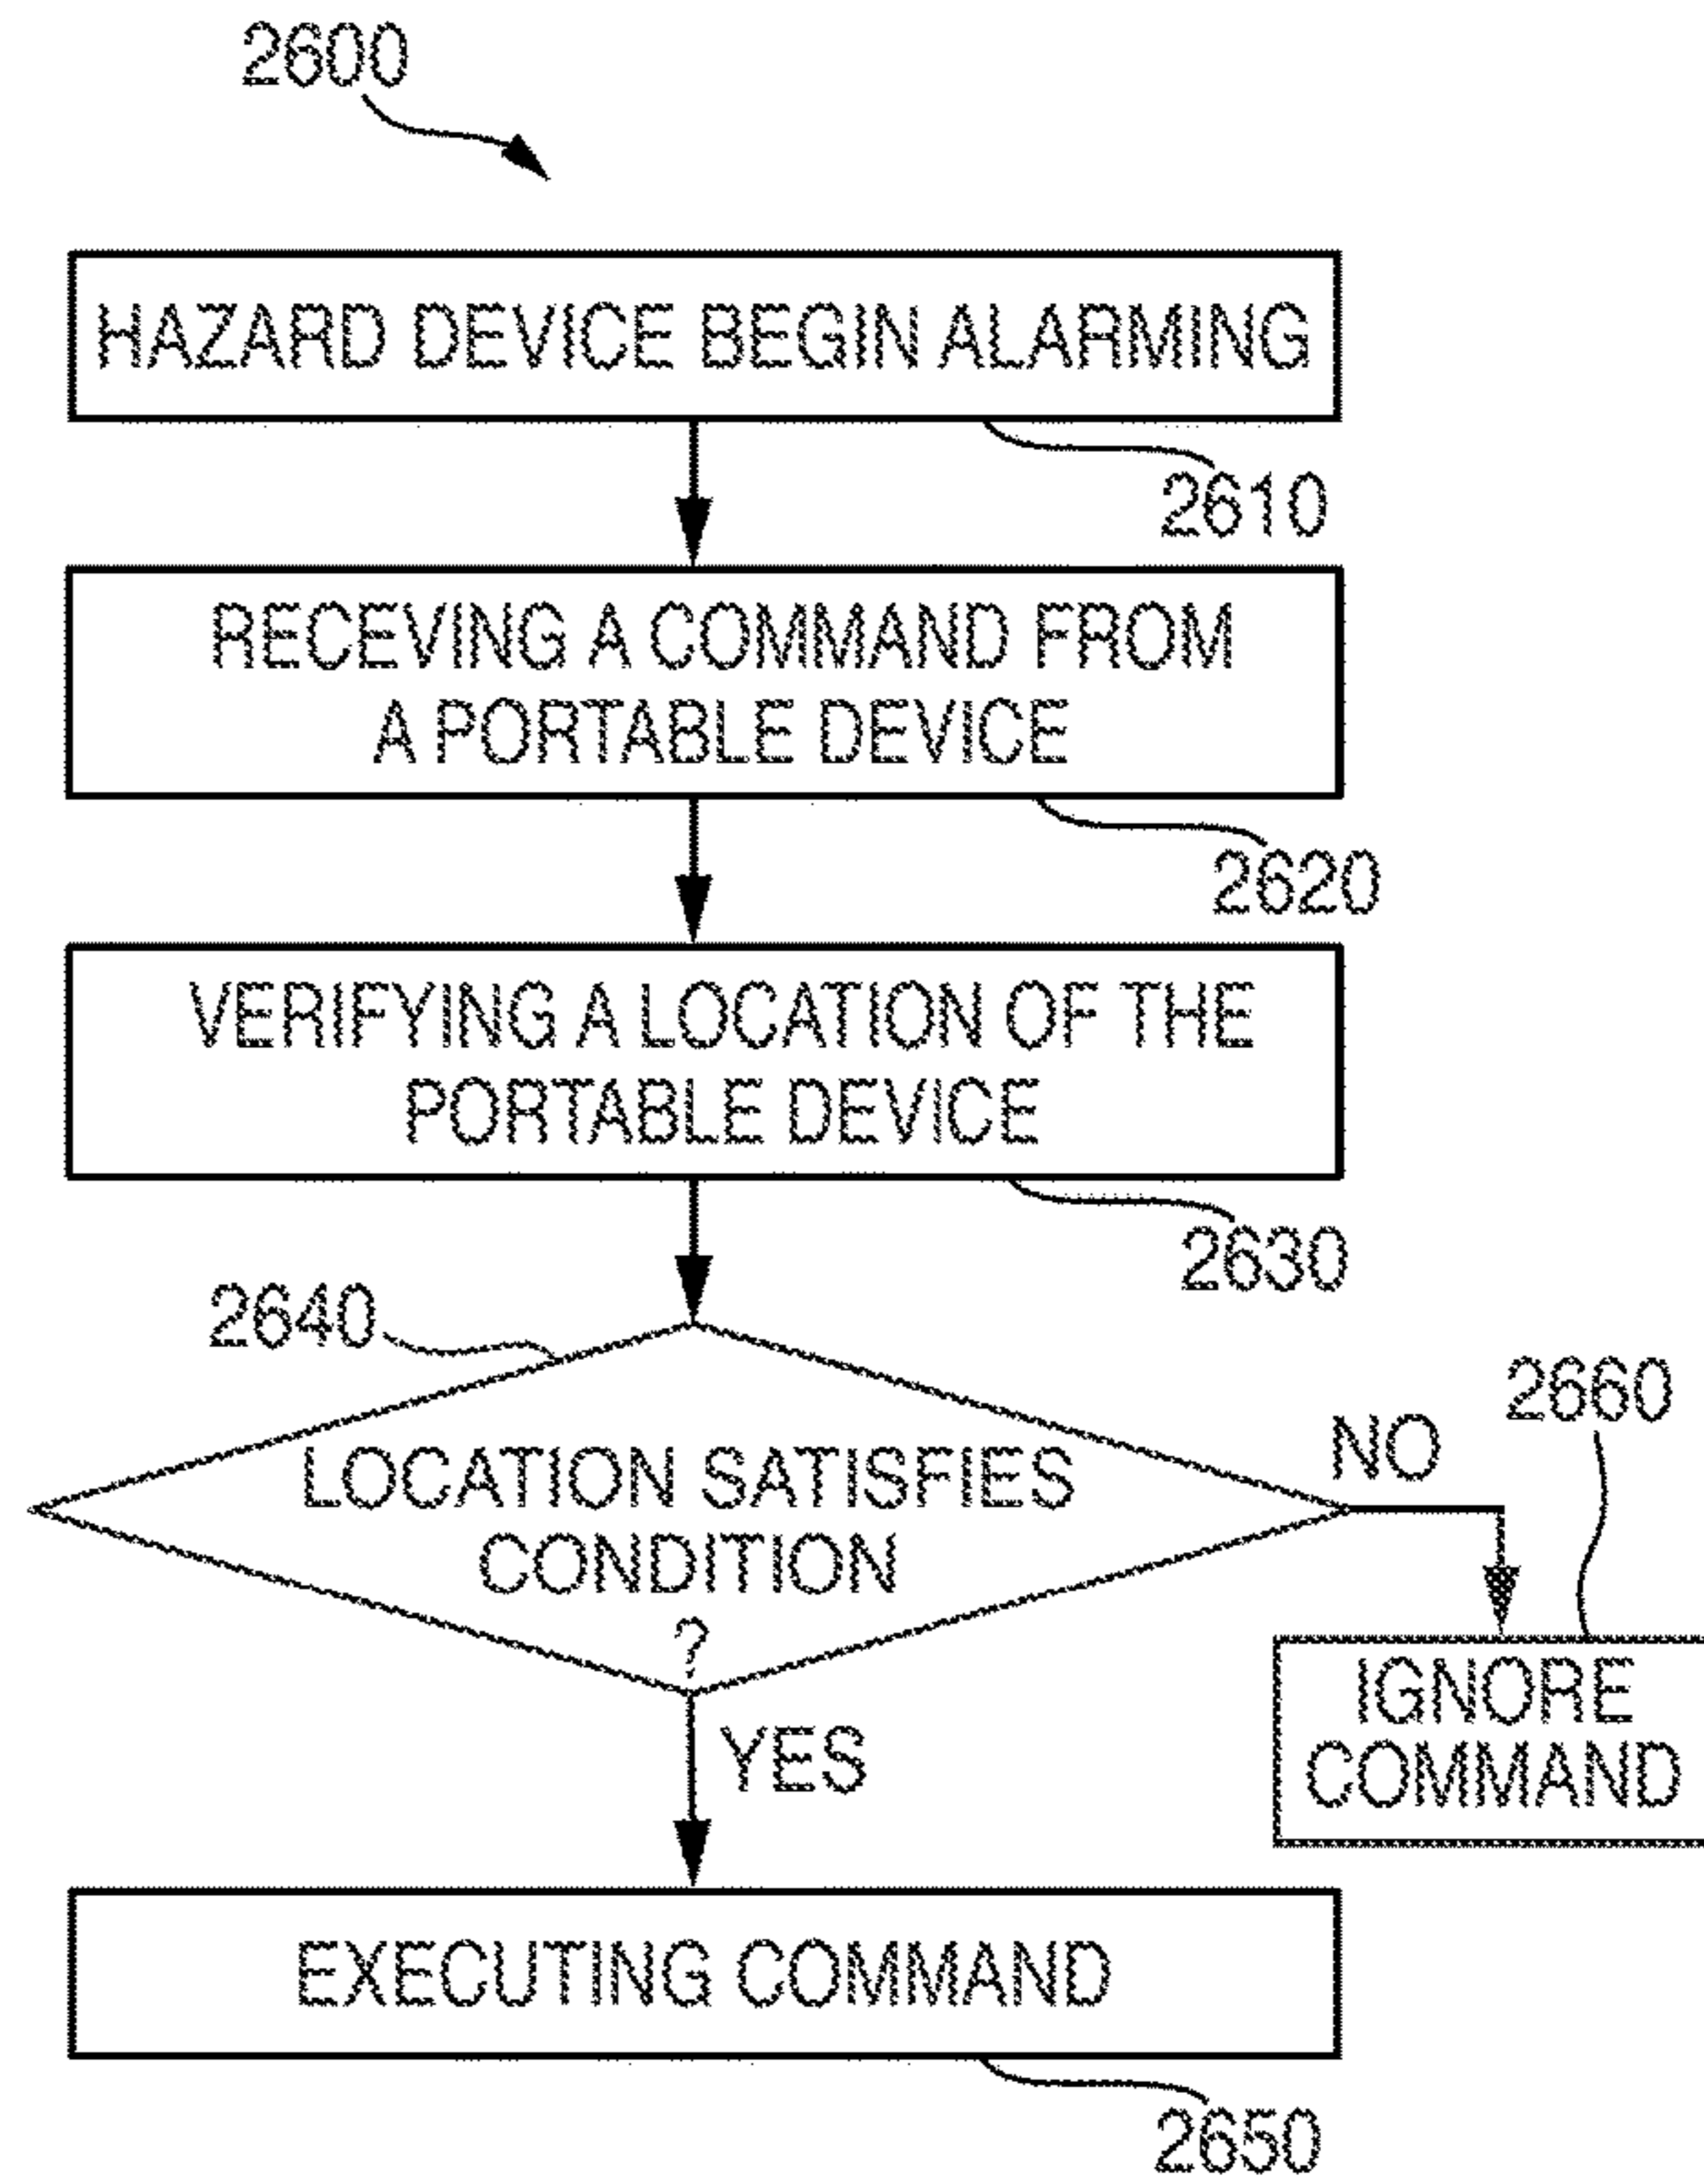 2600
HAZARD DEVICE BEGIN ALARMING
2610
RECEVING A COMMAND FROM
A PORTABLE DEVICE
2620
VERIFYING A LOCATION OF THE
PORTABLE DEVICE
2630
2640
LOCATION SATISFIES
CONDITION
?
NO
2660
IGNORE
COMMAND
YES
EXECUTING COMMAND
2650